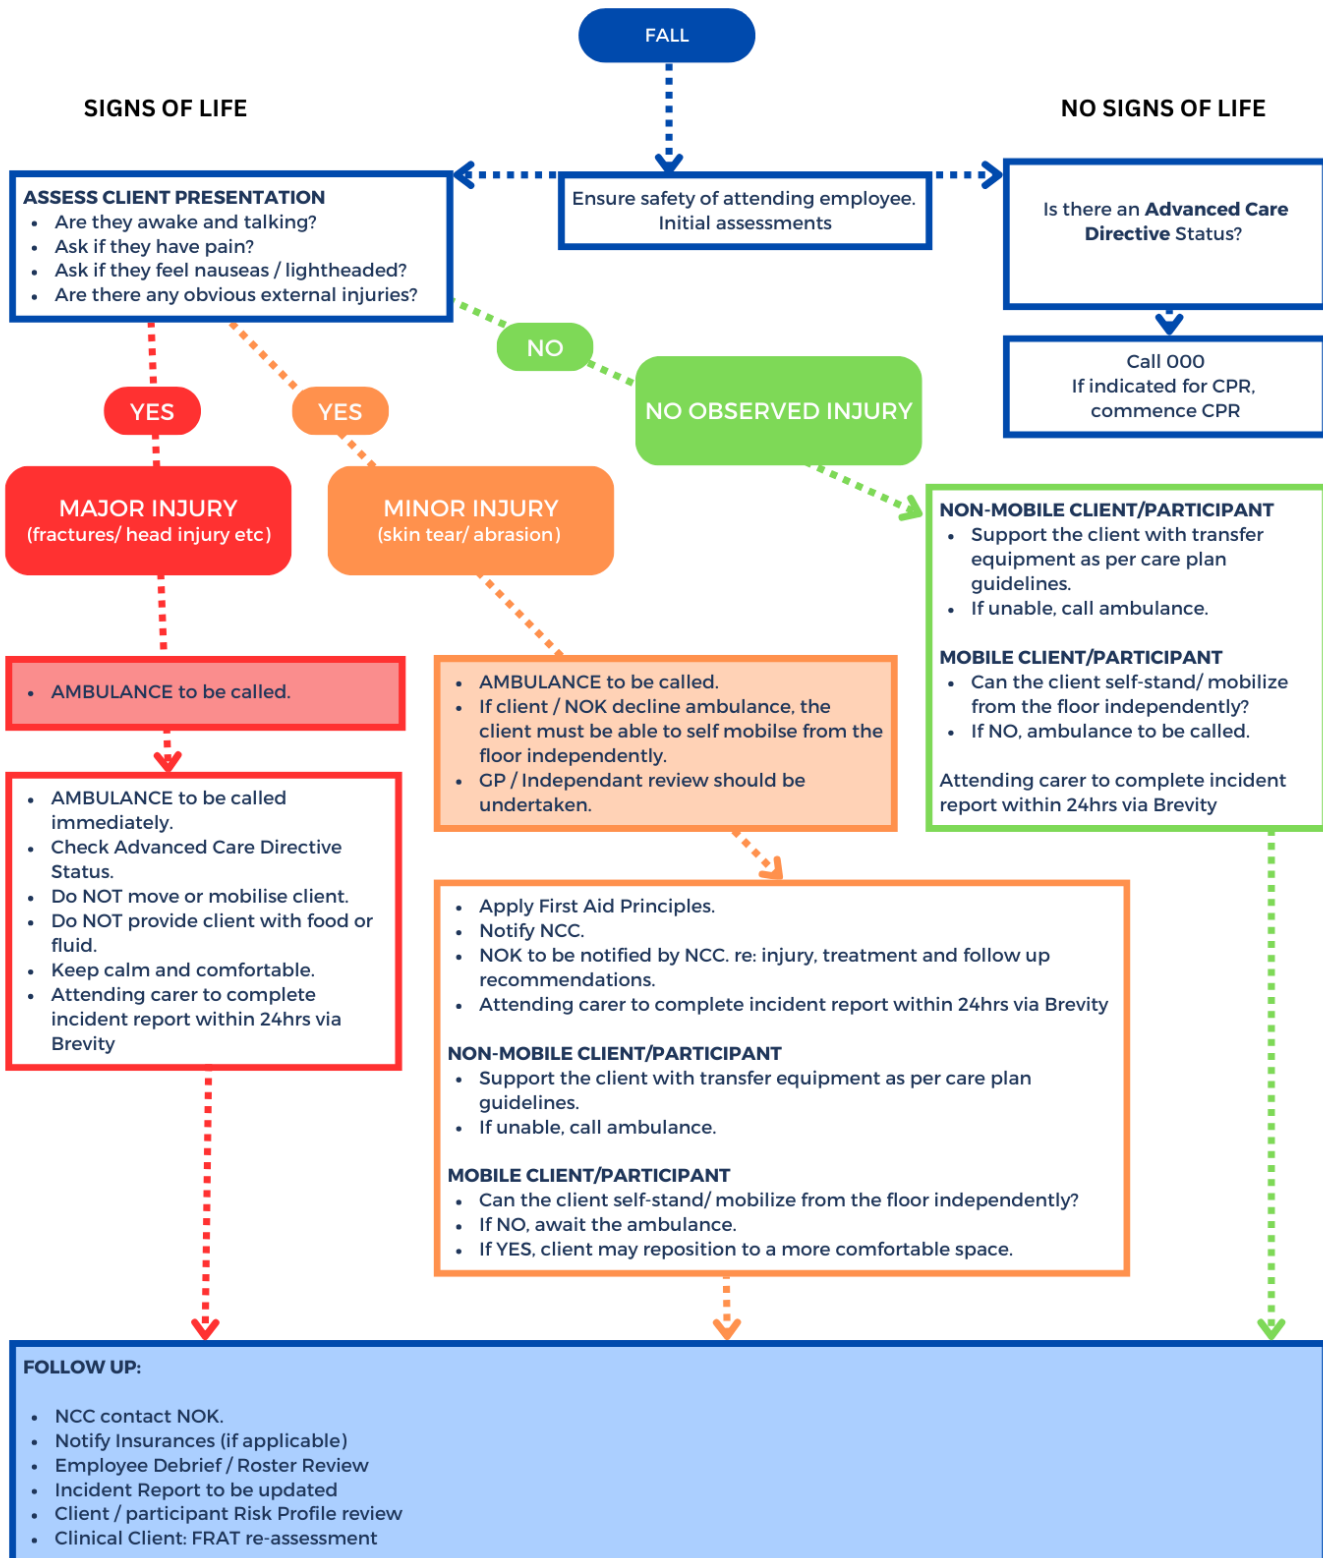 FALL
SIGNS OF LIFE
NO SIGNS OF LIFE
Ensure safety of attending employee.
Initial assessments
ASSESS CLIENT PRESENTATION
• Are they awake and talking?
• Ask if they have pain?
• Ask if they feel nauseas / lightheaded?
• Are there any obvious external injuries?
Is there an Advanced Care
Directive Status?
Call 000
If indicated for CPR,
commence CPR
YES
YES
NO
MAJOR INJURY
(fractures/ head injury etc)
MINOR INJURY
(skin tear/ abrasion)
NO OBSERVED INJURY
• AMBULANCE to be called.
• AMBULANCE to be called
immediately.
• Check Advanced Care Directive
Status.
• Do NOT move or mobilise client.
• Do NOT provide client with food or
fluid.
• Keep calm and comfortable.
• Attending carer to complete
incident report within 24hrs via
Brevity
• AMBULANCE to be called.
• If client / NOK decline ambulance, the
client must be able to self mobilse from the
floor independently.
• GP / Independant review should be
undertaken.
• Apply First Aid Principles.
• Notify NCC.
• NOK to be notified by NCC. re: injury, treatment and follow up
recommendations.
• Attending carer to complete incident report within 24hrs via Brevity
NON-MOBILE CLIENT/PARTICIPANT
• Support the client with transfer equipment as per care plan
guidelines.
• If unable, call ambulance.
MOBILE CLIENT/PARTICIPANT
• Can the client self-stand/ mobilize from the floor independently?
• If NO, await the ambulance.
• If YES, client may reposition to a more comfortable space.
NON-MOBILE CLIENT/PARTICIPANT
• Support the client with transfer
equipment as per care plan
guidelines.
• If unable, call ambulance.
MOBILE CLIENT/PARTICIPANT
• Can the client self-stand/ mobilize
from the floor independently?
• If NO, ambulance to be called.
Attending carer to complete incident
report within 24hrs via Brevity
FOLLOW UP:
• NCC contact NOK.
• Notify Insurances (if applicable)
• Employee Debrief / Roster Review
• Incident Report to be updated
• Client / participant Risk Profile review
• Clinical Client: FRAT re-assessment